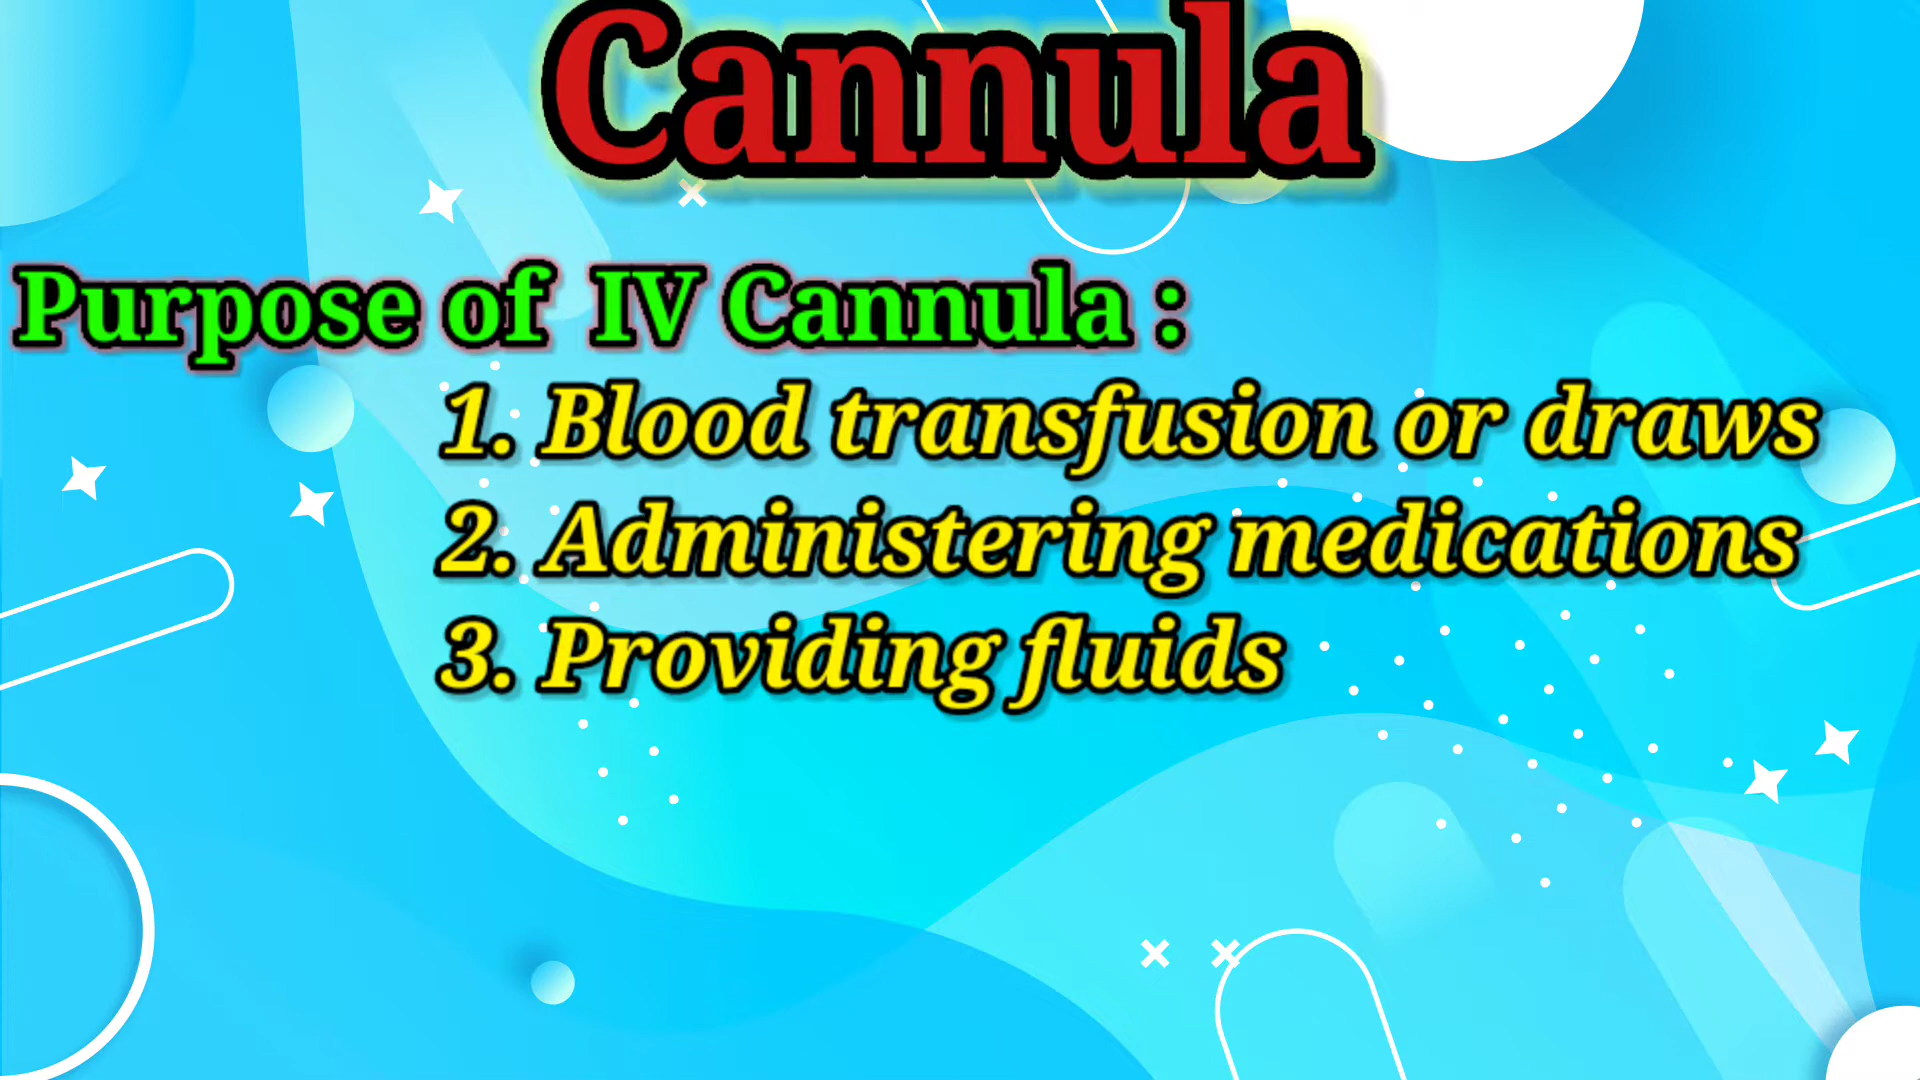 Cannula
Purpose of IV Cannula :
1. Blood transfusion or draws
2. Administering medications
3. Providing fluids